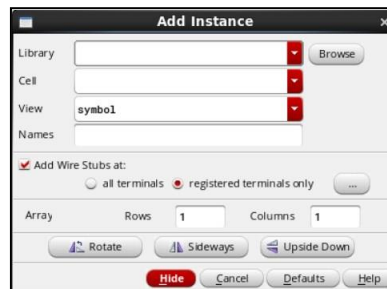 Add Instance
Library Browse
Cell
View symbol
Names
Add Wire Stubs at:
all terminals registered terminals only ...
Array Rows 1 Columns 1
Rotate Sideways Upside Down
Hide Cancel Defaults Help